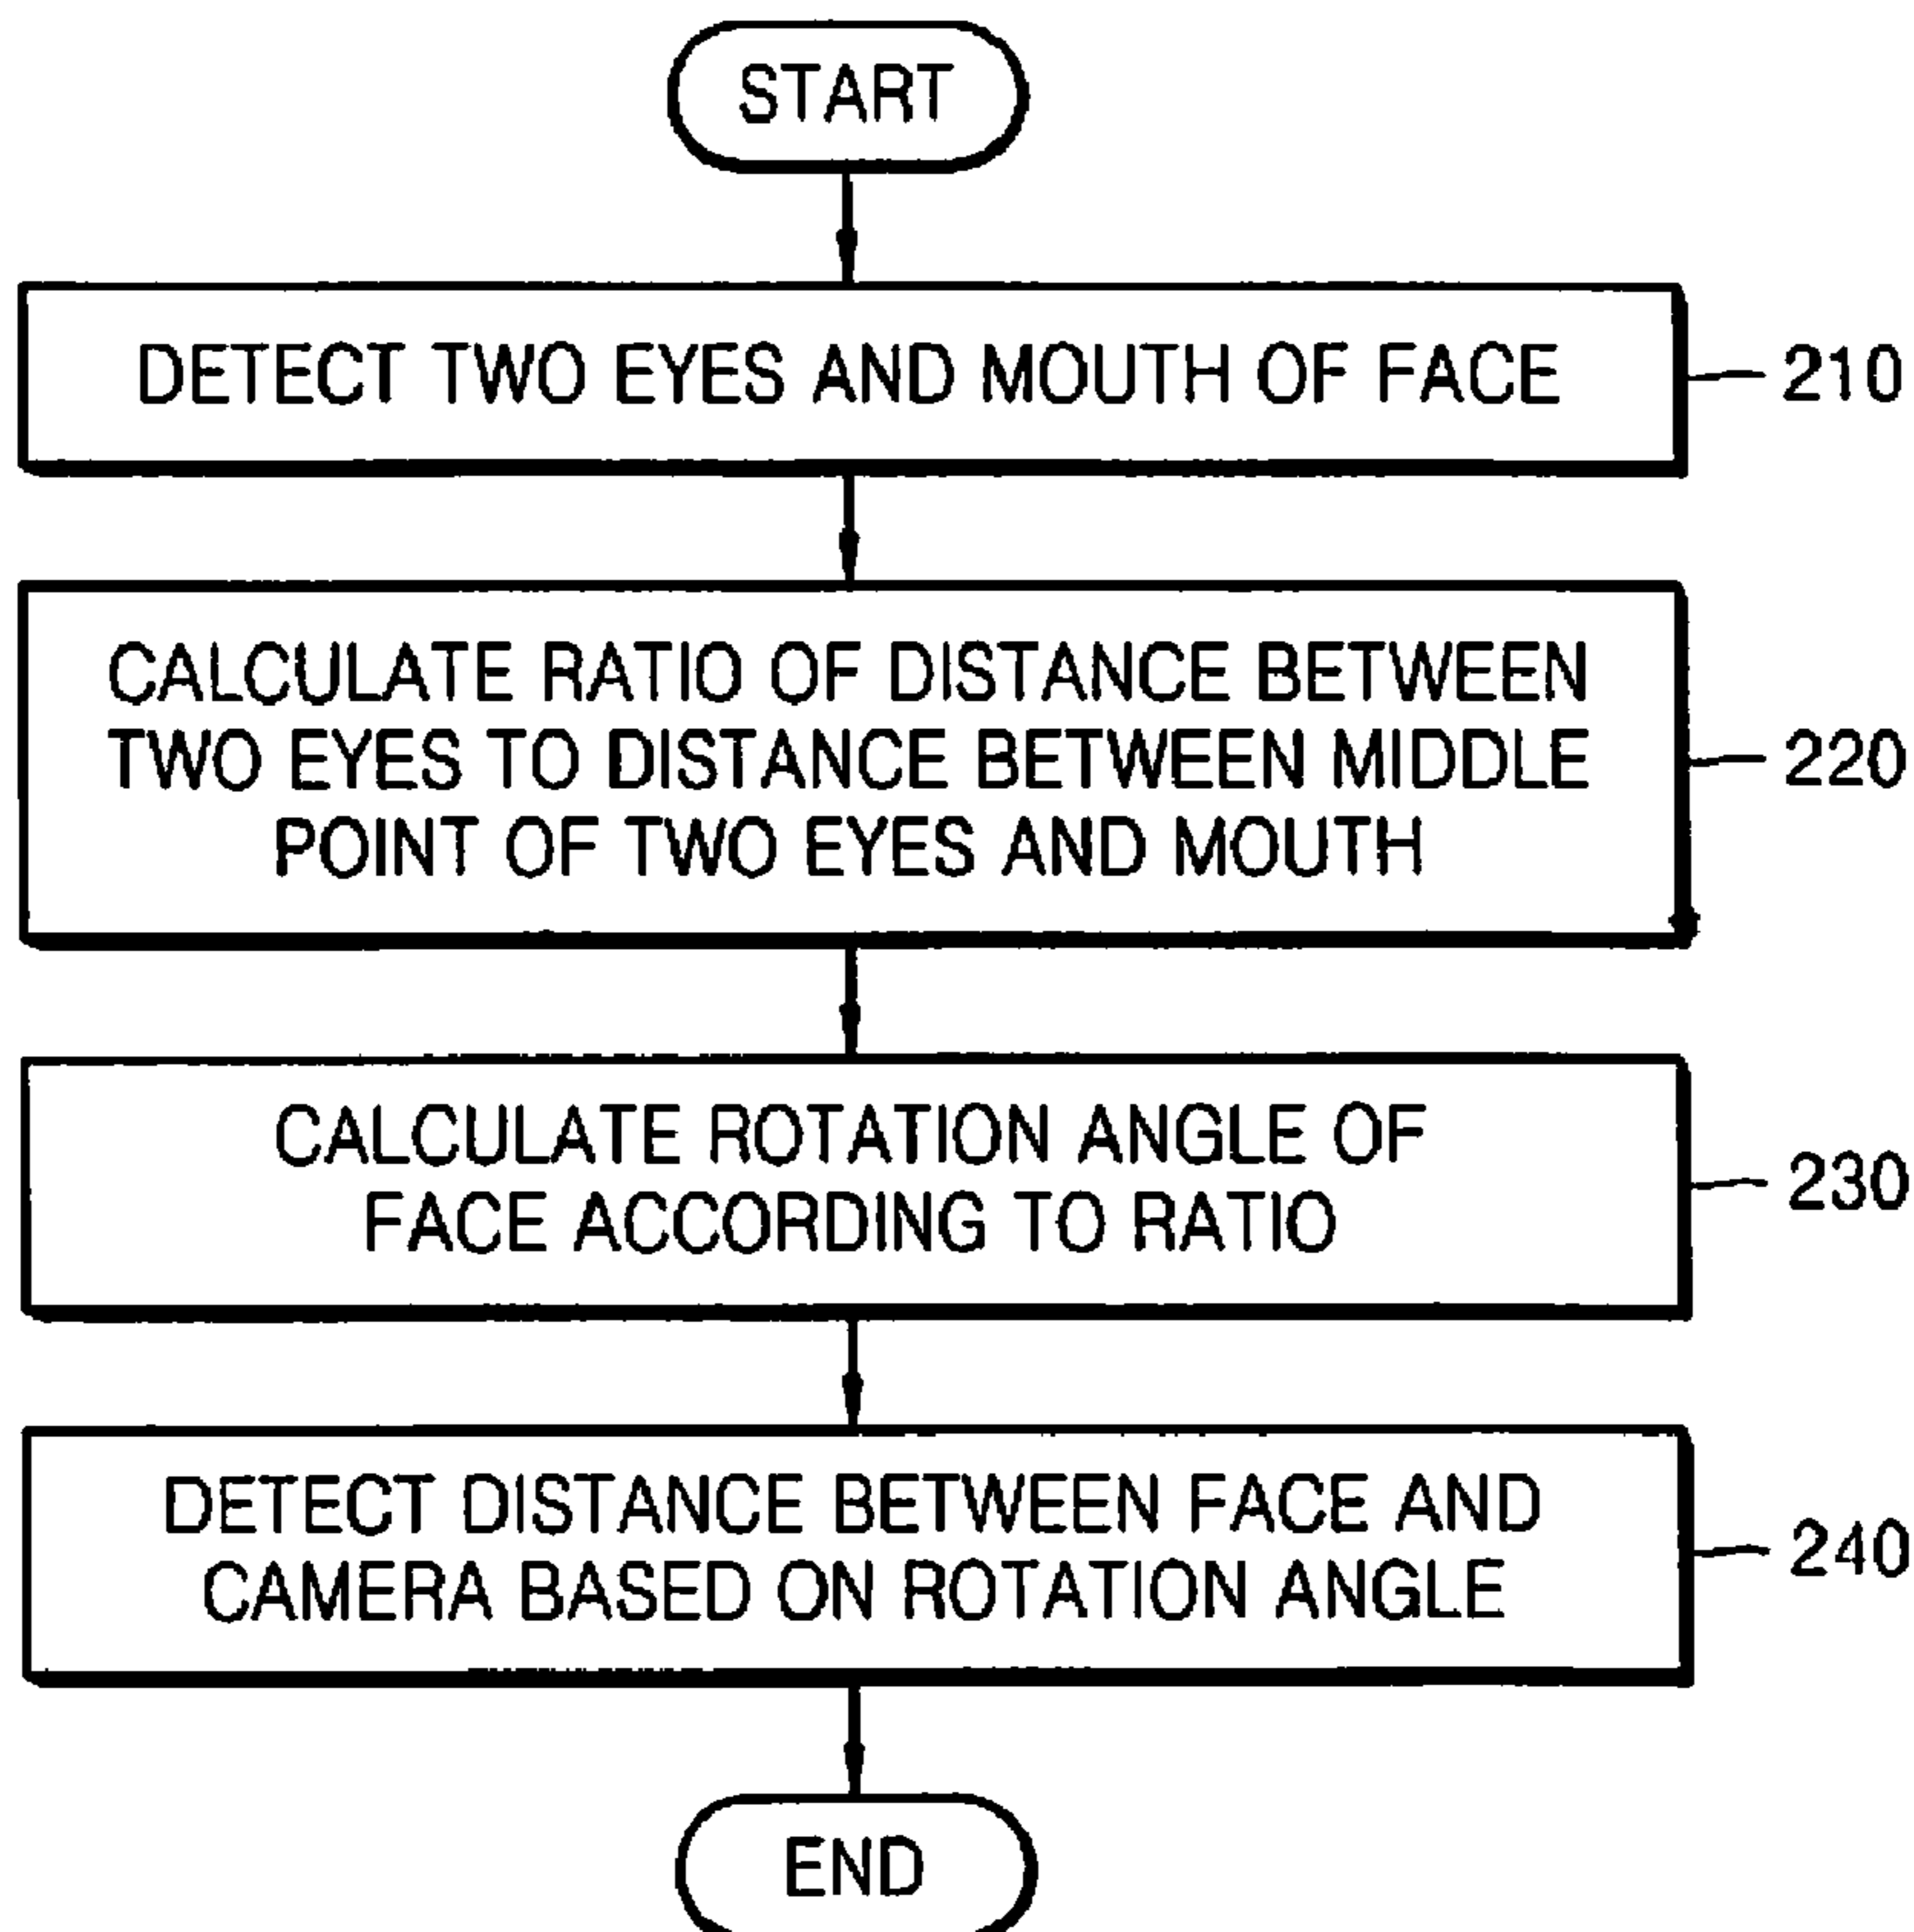 START
DETECT TWO EYES AND MOUTH OF FACE
210
CALCULATE RATIO OF DISTANCE BETWEEN
TWO EYES TO DISTANCE BETWEEN MIDDLE
POINT OF TWO EYES AND MOUTH
220
CALCULATE ROTATION ANGLE OF
FACE ACCORDING TO RATIO
230
DETECT DISTANCE BETWEEN FACE AND
CAMERA BASED ON ROTATION ANGLE
240
END